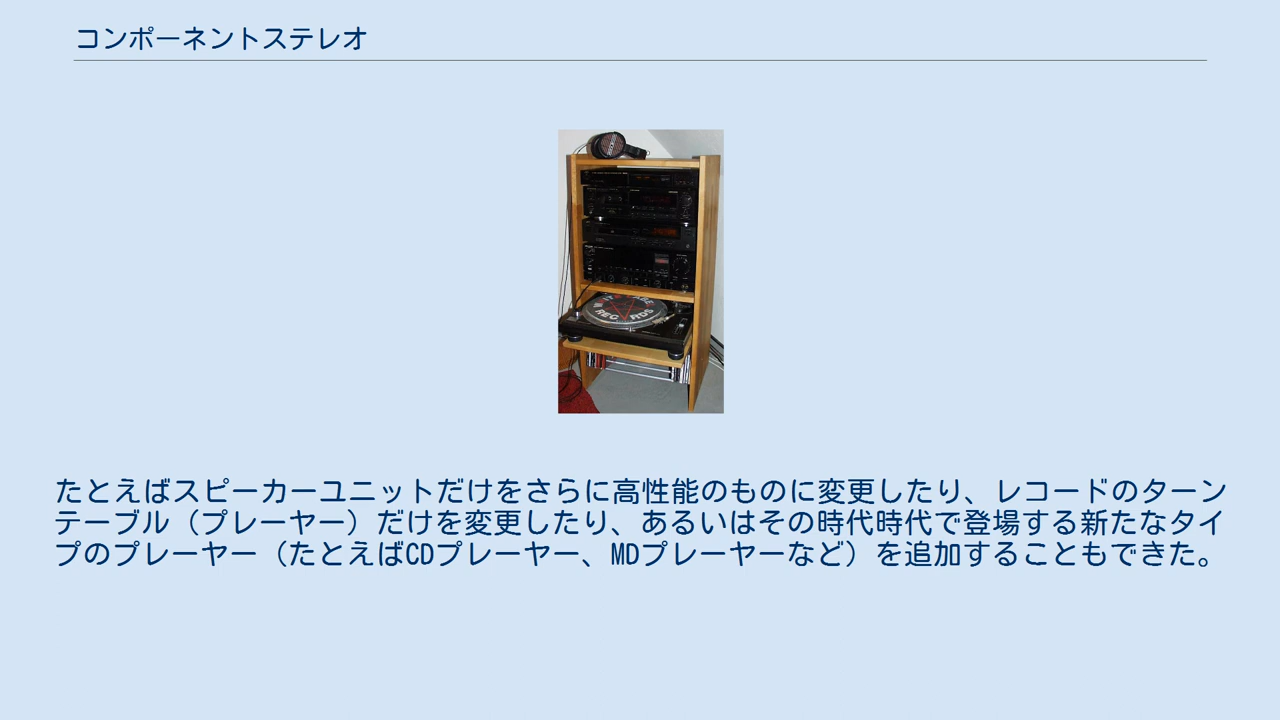 コンポーネントステレオ
RECORDS
たとえばスピーカーユニットだけをさらに高性能のものに変更したり、レコードのターン
テーブル（プレーヤー）だけを変更したり、あるいはその時代時代で登場する新たなタイ
プのプレーヤー（たとえばCDプレーヤー、MDプレーヤーなど）を追加することもできた。